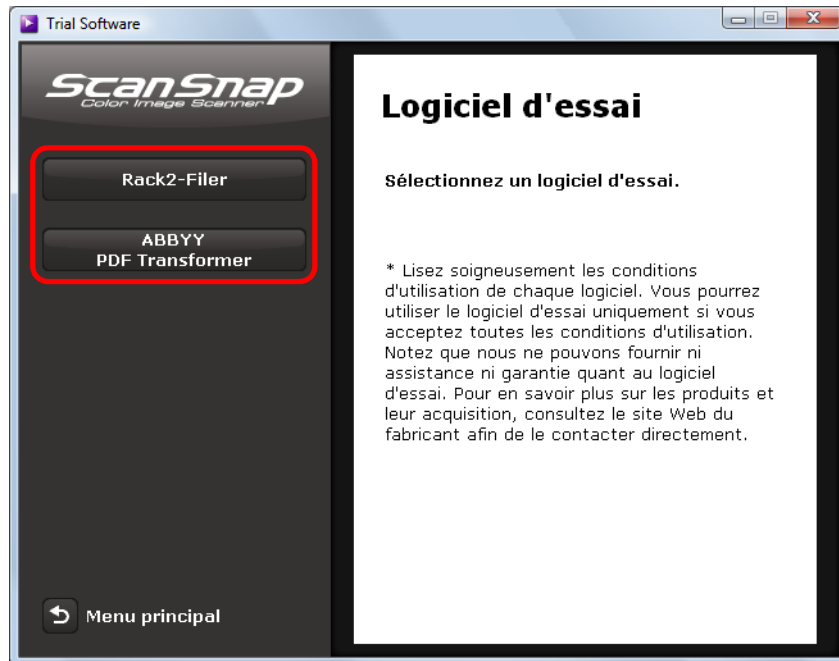 Trial Software
ScanSnap
Color Image Scanner
Rack2-Filer
ABBYY
PDF Transformer
Menu principal
Logiciel d'essai
Sélectionnez un logiciel d'essai.
* Lisez soigneusement les conditions
d'utilisation de chaque logiciel. Vous pourrez
utiliser le logiciel d'essai uniquement si vous
acceptez toutes les conditions d'utilisation.
Notez que nous ne pouvons fournir ni
assistance ni garantie quant au logiciel
d'essai. Pour en savoir plus sur les produits et
leur acquisition, consultez le site Web du
fabricant afin de le contacter directement.